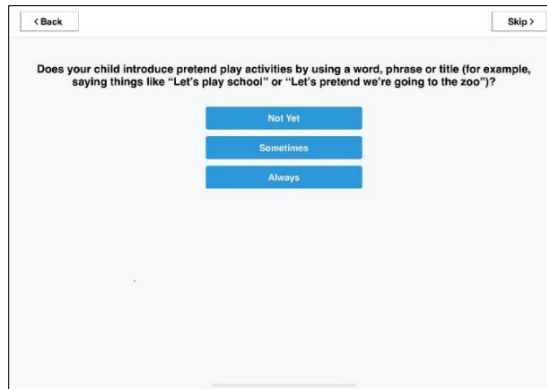 < Back
Skip >
Does your child introduce pretend play activities by using a word, phrase or title (for example,
saying things like “Let's play school” or “Let's pretend we're going to the zoo”)?
Not Yet
Sometimes
Always